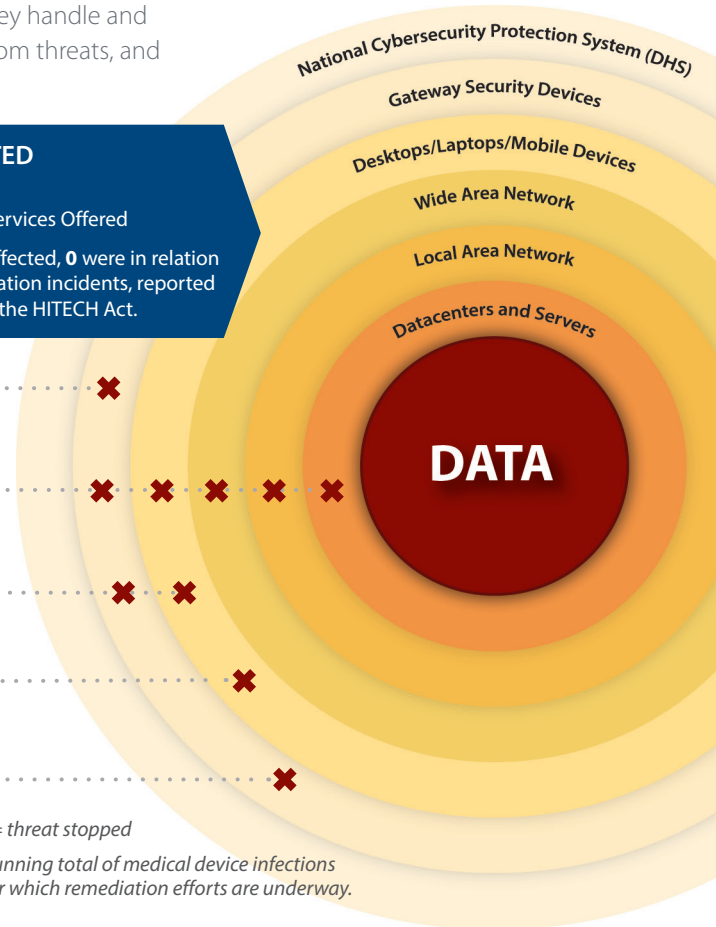 ey handle and
om threats, and
National Cybersecurity Protection System (DHS)
Gateway Security Devices
Desktops/Laptops/Mobile Devices
Wide Area Network
Local Area Network
Datacenters and Servers
DATA
TED
ervices Offered
ffected, 0 were in relation
ation incidents, reported
the HITECH Act.
= threat stopped
unning total of medical device infections
r which remediation efforts are underway.